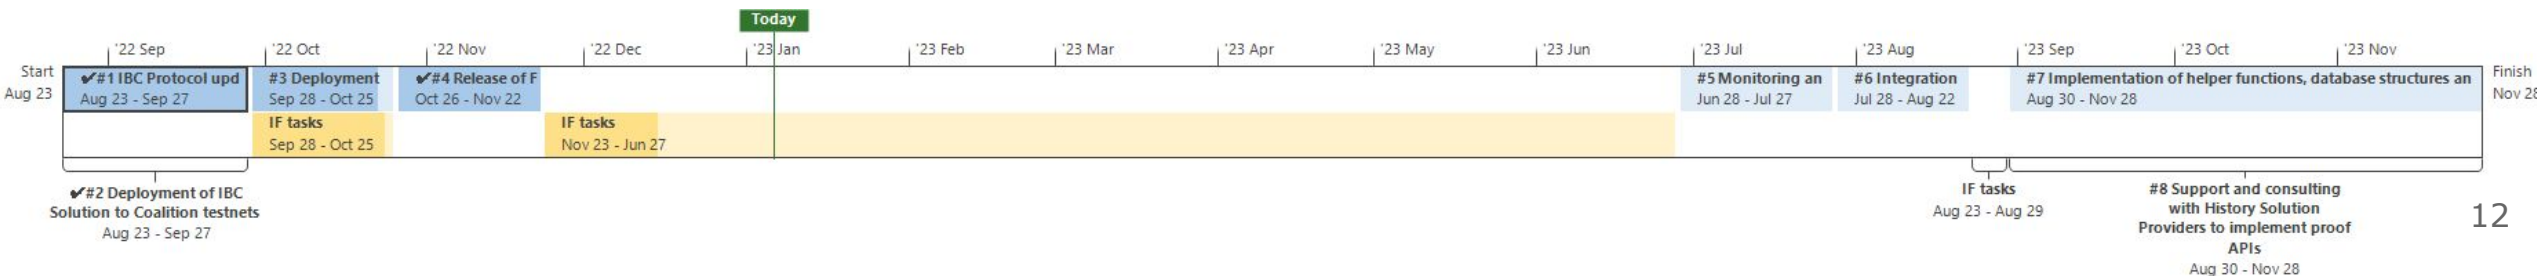 Today
'22 Sep '22 Oct '22 Nov '22 Dec '23 Jan '23 Feb '23 Mar '23 Apr '23 May '23 Jun '23 Jul '23 Aug '23 Sep '23 Oct '23 Nov
Start
Aug 23
✔#1 IBC Protocol upd
Aug 23 - Sep 27
#3 Deployment
Sep 28 - Oct 25
✔#4 Release of F
Oct 26 - Nov 22
#5 Monitoring an
Jun 28 - Jul 27
#6 Integration
Jul 28 - Aug 22
#7 Implementation of helper functions, database structures an
Aug 30 - Nov 28
Finish
Nov 28
IF tasks
Sep 28 - Oct 25
IF tasks
Nov 23 - Jun 27
✔#2 Deployment of IBC
Solution to Coalition testnets
Aug 23 - Sep 27
IF tasks
Aug 23 - Aug 29
#8 Support and consulting
with History Solution
Providers to implement proof
APIs
Aug 30 - Nov 28
12